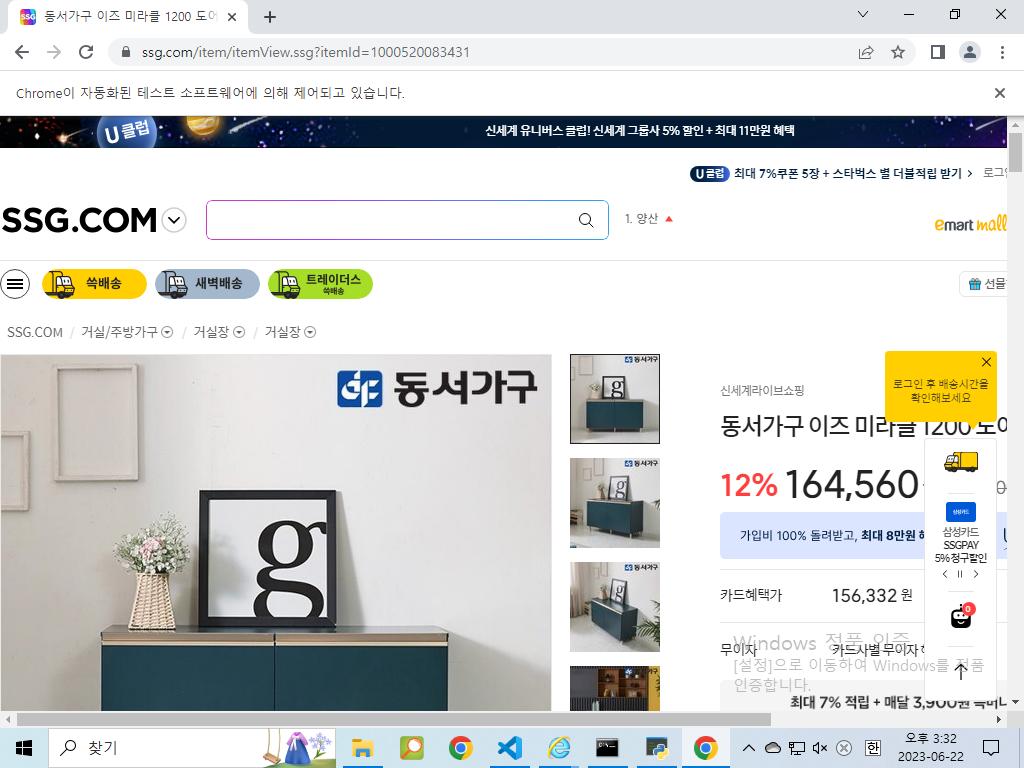 동서가구 이즈 미라클 1200 도어
ssg.com/item/itemView.ssg?itemId=1000520083431
Chrome이 자동화된 테스트 소프트웨어에 의해 제어되고 있습니다.
U클럽
신세계 유니버스 클럽! 신세계 그룹사 5% 할인 + 최대 11만원 혜택
U클럽 최대 7%쿠폰 5장 + 스타벅스 별 더블적립 받기 > 로그인
SSG.COM
1. 양산
emart mall
쓱배송
새벽배송
트레이더스
쓱배송
선물
SSG.COM / 거실/주방가구 / 거실장 / 거실장
동서가구
신세계라이브쇼핑
동서가구 이즈 미라클 1200 도어
로그인 후 배송시간을
확인해보세요
12% 164,560
가입비 100% 돌려받고, 최대 8만원
삼성카드
삼성카드
SSGPAY
5% 청구할인
카드혜택가 156,332 원
0
무이자 카드사별 무이자
최대 7% 적립 + 매달 3,900원
g
Windows 정품 인증
[설정]으로 이동하여 Windows를 정품
인증합니다.
찾기
한
오후 3:32
2023-06-22